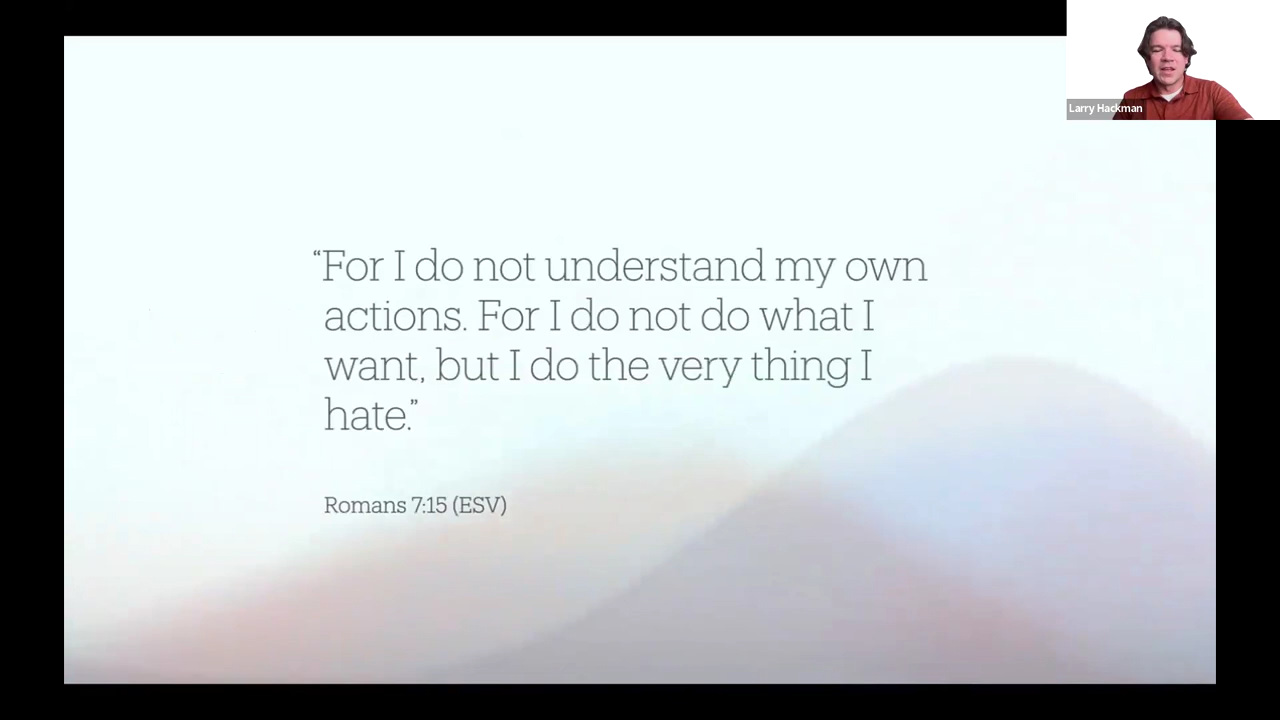 Larry Hackman
“For I do not understand my own
actions. For I do not do what I
want, but I do the very thing I
hate.”
Romans 7:15 (ESV)